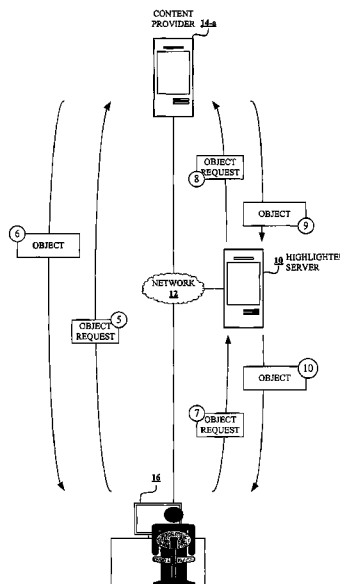 CONTENT
PROVIDER
14-a
OBJECT
REQUEST
8
OBJECT
9
6
OBJECT
10 HIGHLIGHTER
SERVER
NETWORK
12
5
OBJECT
REQUEST
OBJECT
10
7
OBJECT
REQUEST
16